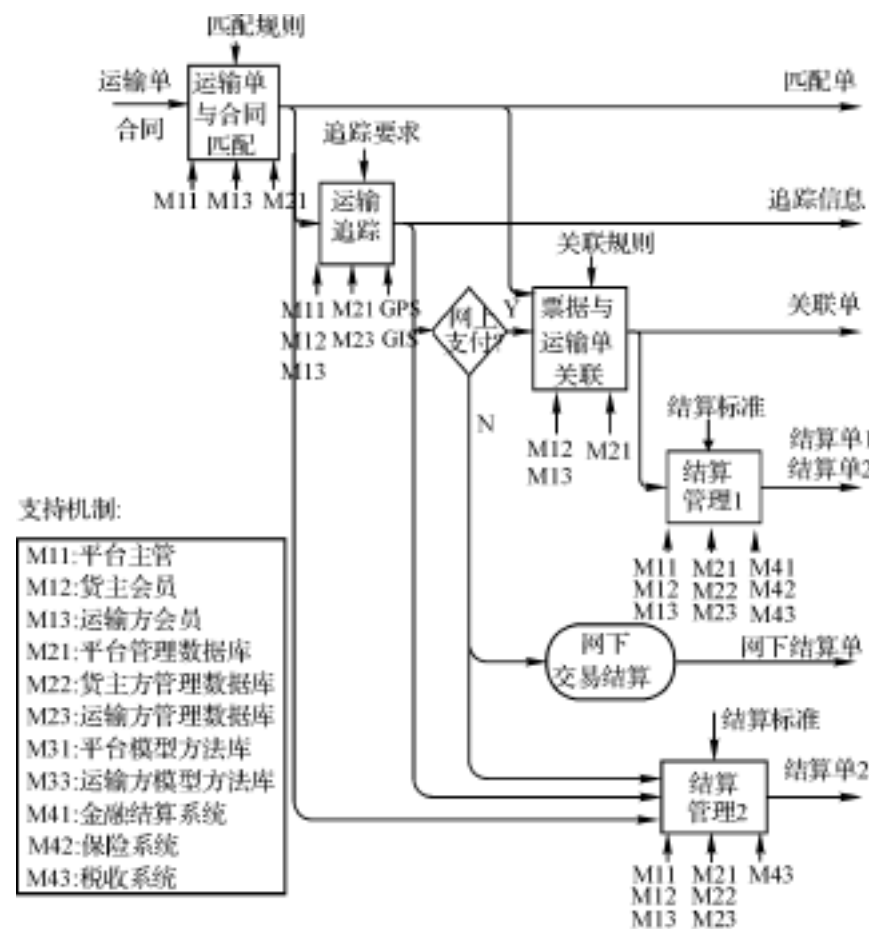 匹配规则
运输单
合同
运输单
与合同
匹配
匹配单
M11 M13 M21
追踪要求
运输
追踪
追踪信息
M11 M21 GPS
M12 M23 GIS
M13
关联规则
网上
支付?
Y
N
票据与
运输单
关联
关联单
M12 M21
M13
结算标准
结算
管理1
结算单1
结算单2
M11 M21 M41
M12 M22 M42
M13 M23 M43
网下
交易结算
网下结算单
结算标准
结算
管理2
结算单2
M11 M21 M43
M12 M22
M13 M23
支持机制:
M11:平台主管
M12:货主会员
M13:运输方会员
M21:平台管理数据库
M22:货主方管理数据库
M23:运输方管理数据库
M31:平台模型方法库
M33:运输方模型方法库
M41:金融结算系统
M42:保险系统
M43:税收系统